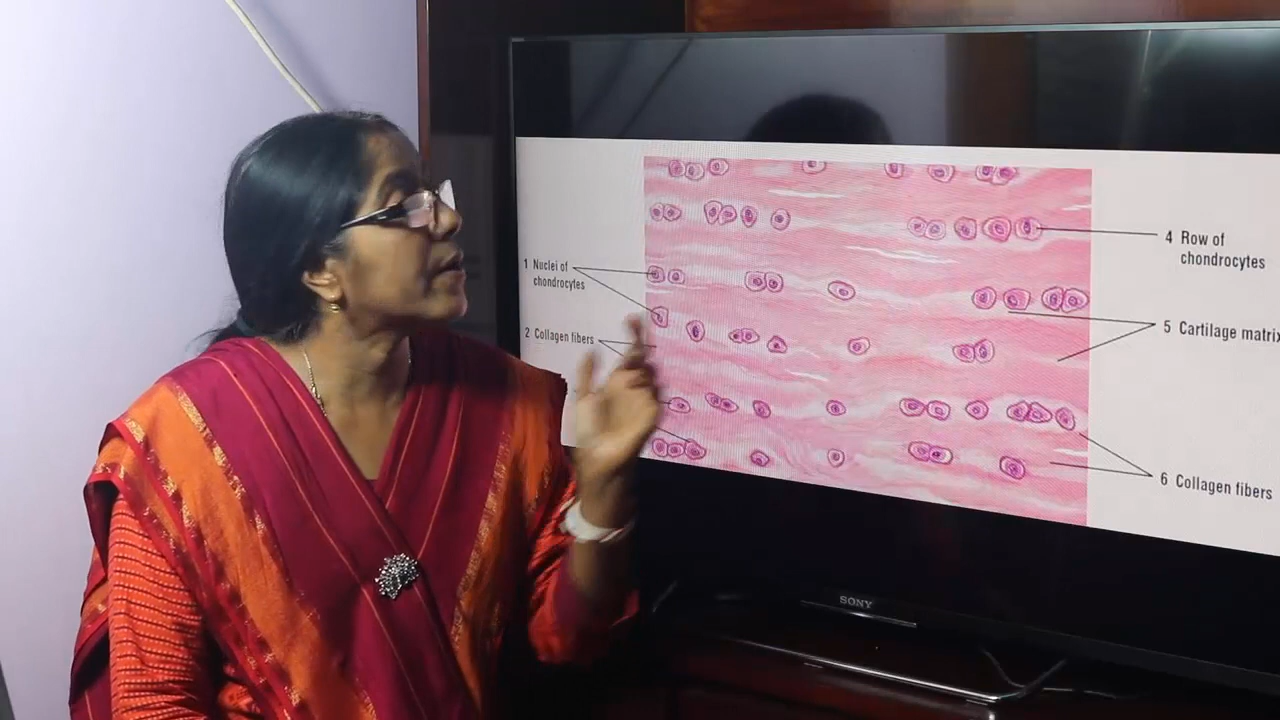 1 Nuclei of
chondrocytes
2 Collagen fibers
4 Row of
chondrocytes
5 Cartilage matrix
6 Collagen fibers
SONY